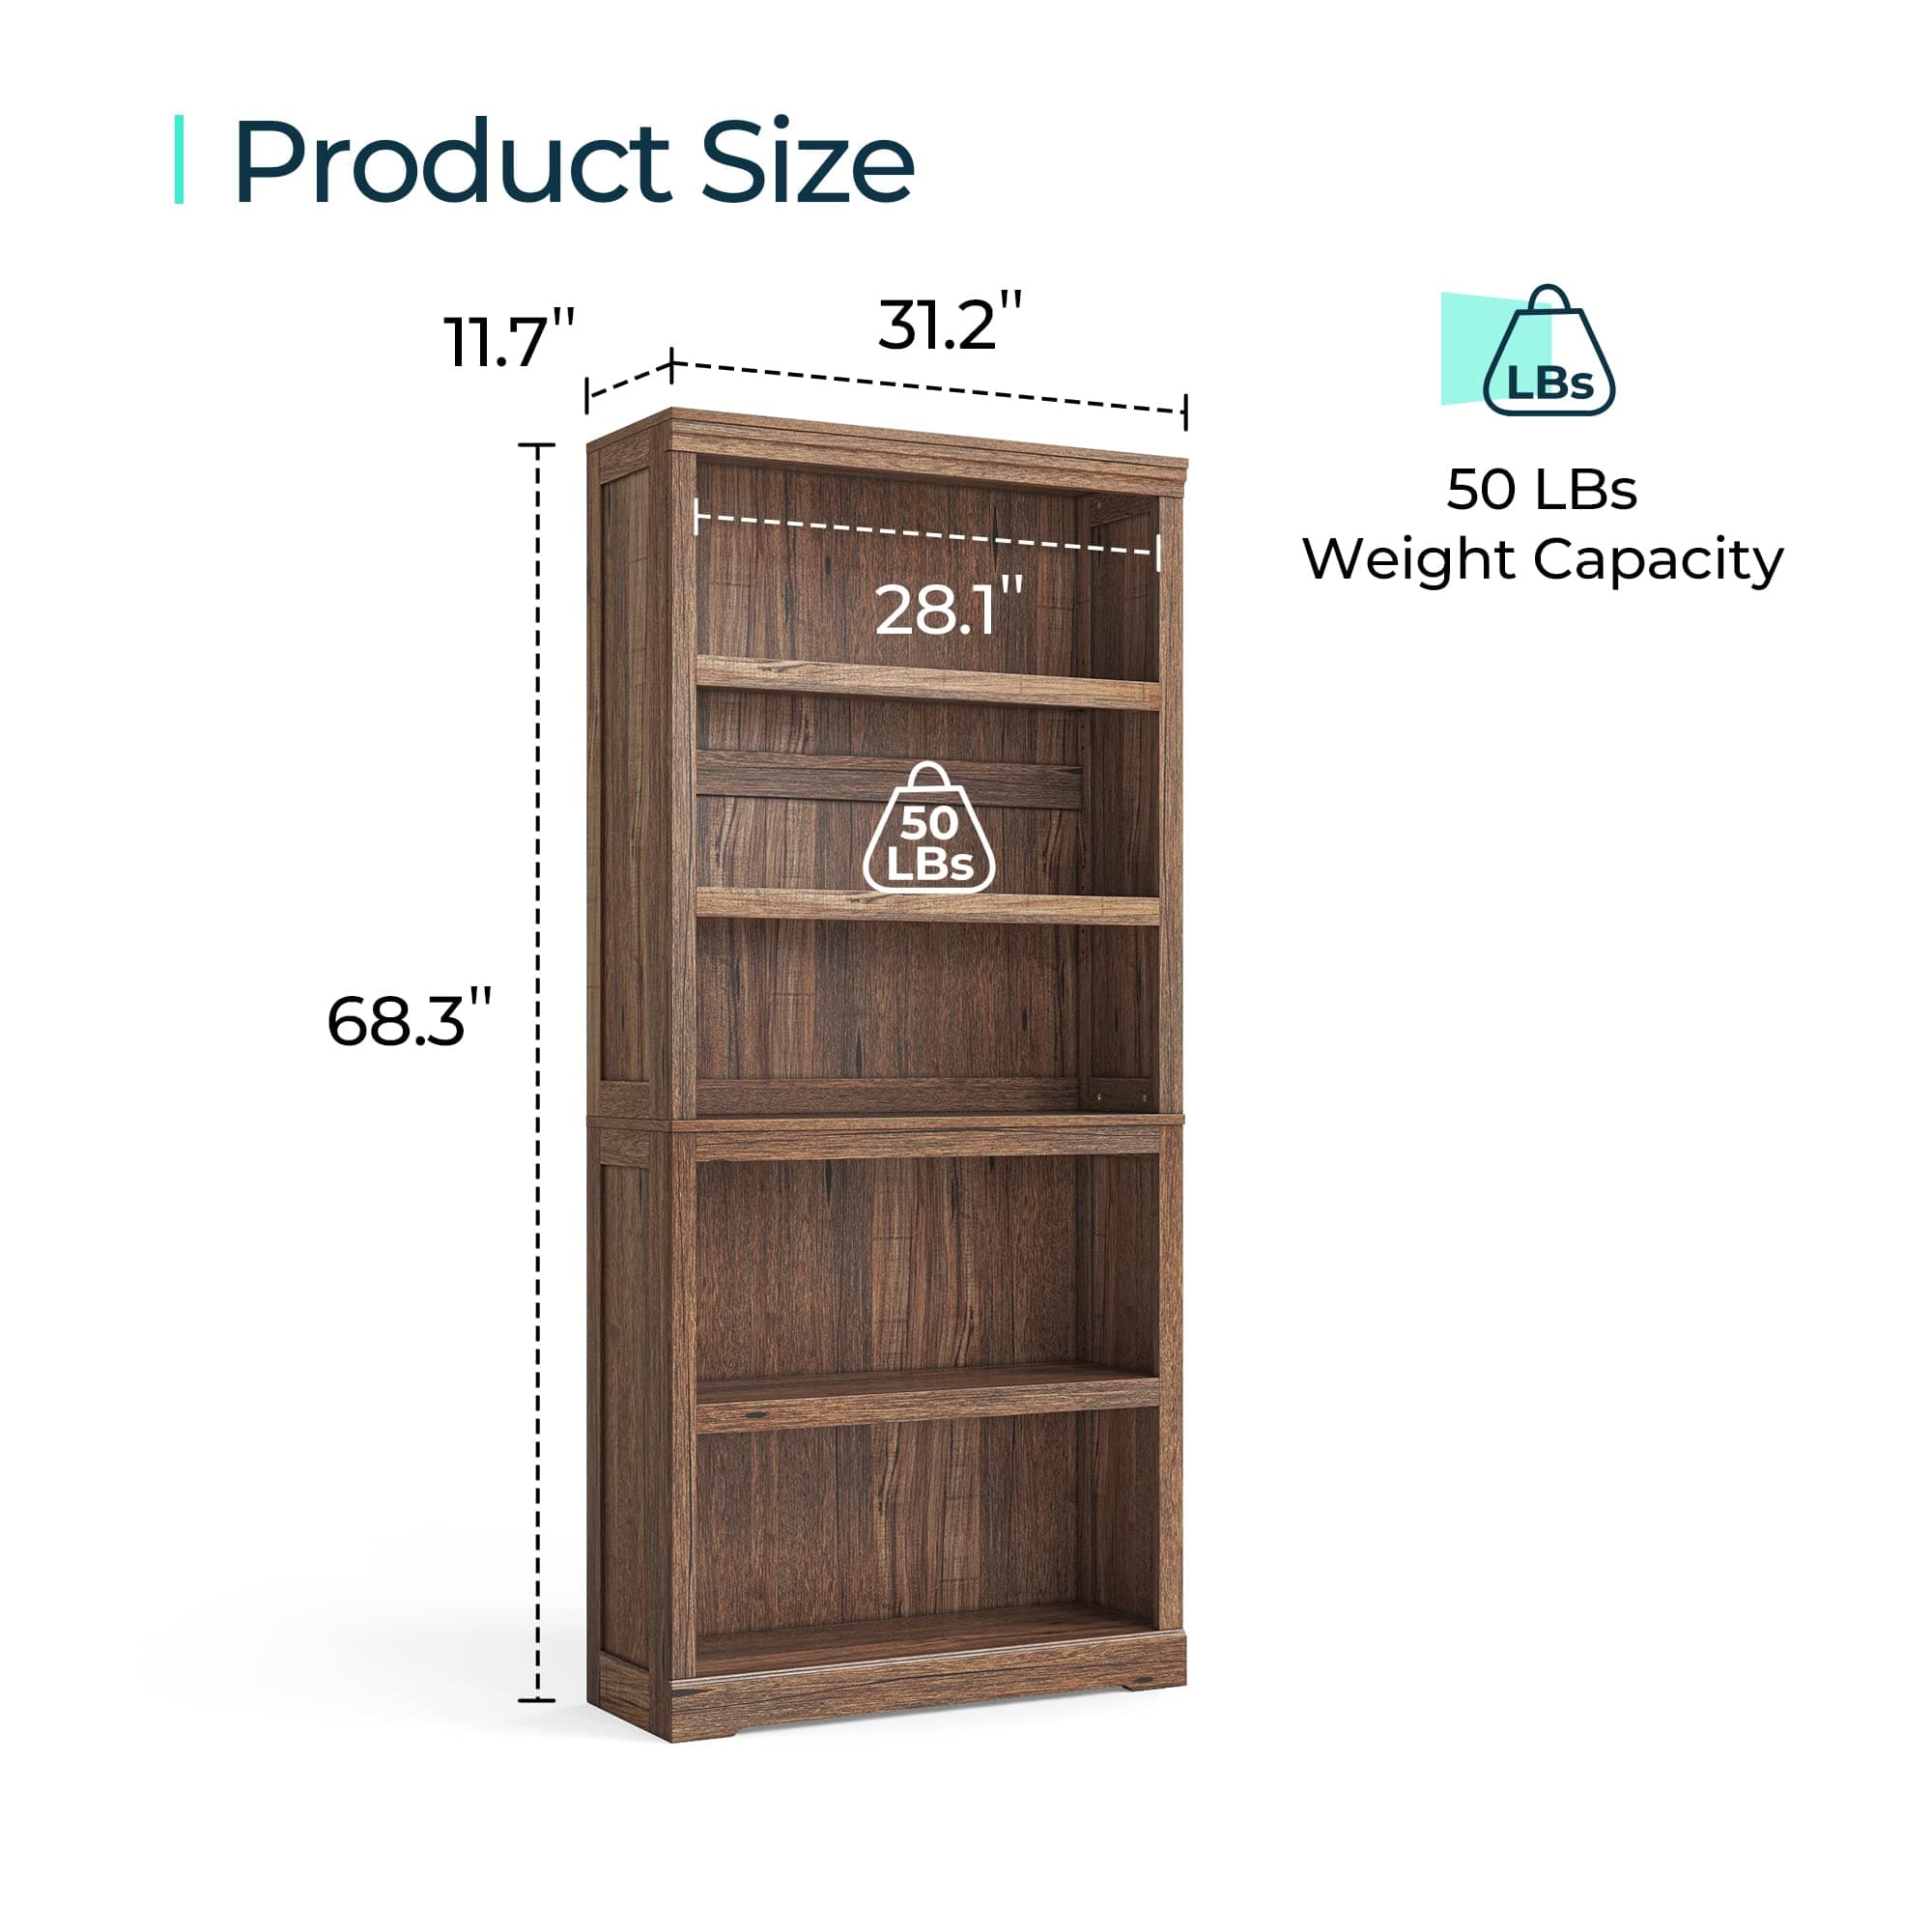 Product Size
11.7"
31.2"
LBs
50 LBs
Weight Capacity
28.1"
50
LBs
68.3"